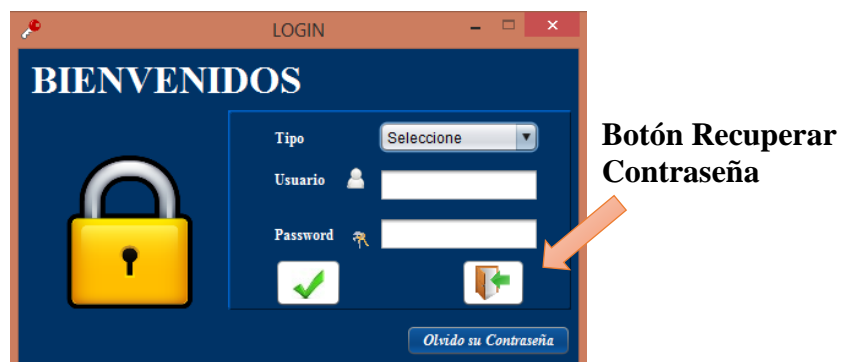 LOGIN
BIENVENIDOS
Tipo
Seleccione
Usuario
Password
Olvido su Contraseña
Botón Recuperar
Contraseña